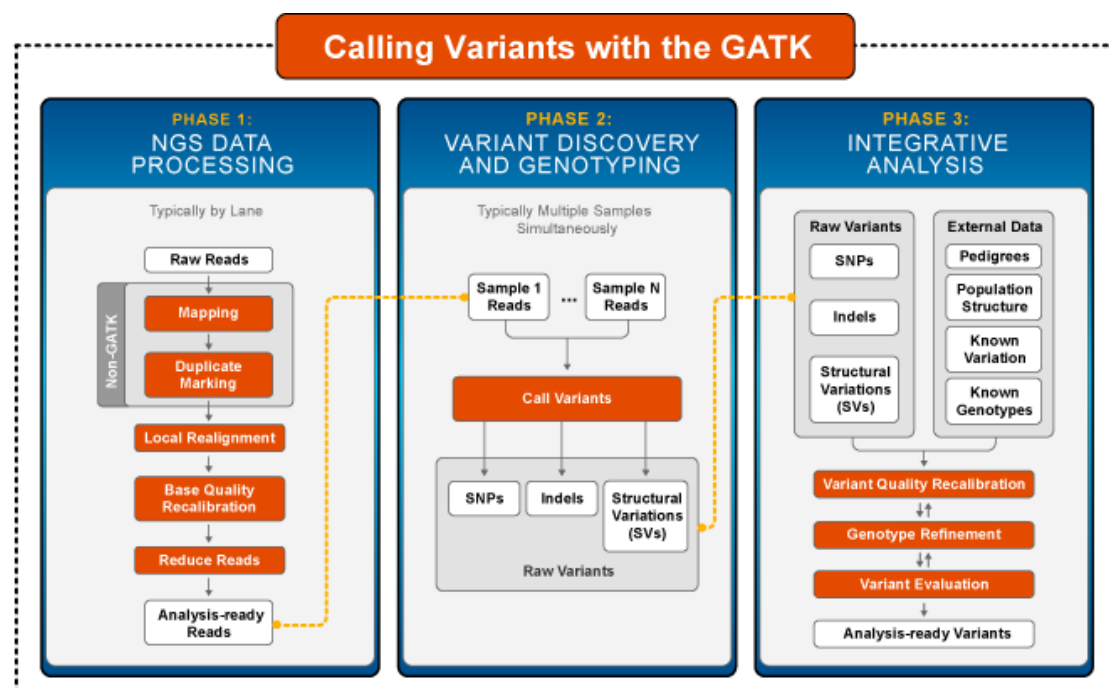 Calling Variants with the GATK
PHASE 1:
NGS DATA
PROCESSING
Typically by Lane
Raw Reads
Non-GATK
Mapping
Duplicate
Marking
Local Realignment
Base Quality
Recalibration
Reduce Reads
Analysis-ready
Reads
PHASE 2:
VARIANT DISCOVERY
AND GENOTYPING
Typically Multiple Samples
Simultaneously
Sample 1
Reads
...
Sample N
Reads
Call Variants
SNPs
Indels
Structural
Variations
(SVs)
Raw Variants
PHASE 3:
INTEGRATIVE
ANALYSIS
Raw Variants
SNPs
Indels
Structural
Variations
(SVs)
External Data
Pedigrees
Population
Structure
Known
Variation
Known
Genotypes
Variant Quality Recalibration
Genotype Refinement
Variant Evaluation
Analysis-ready Variants